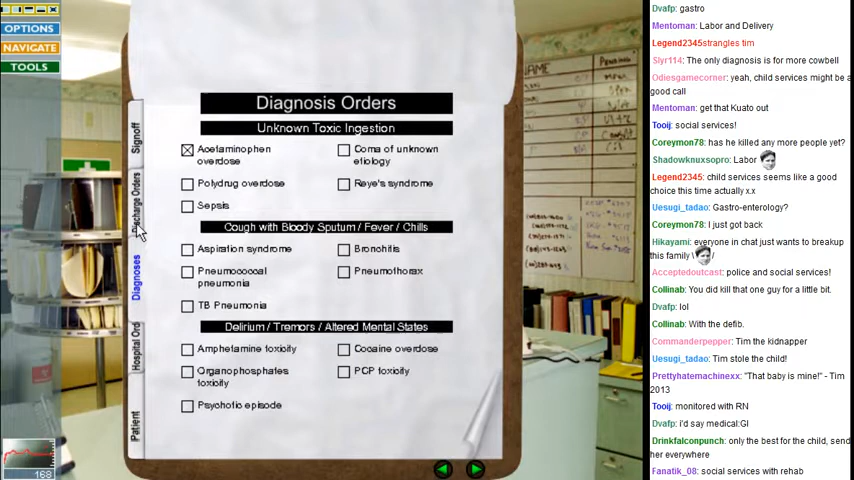 OPTIONS
NAVIGATE
TOOLS
Signoff
Discharge Orders
Diagnoses
Hospital Ord
Patient
Diagnosis Orders
Unknown Toxic Ingestion
Acetaminophen overdose
Coma of unknown etiology
Polydrug overdose
Reye's syndrome
Sepsis
Cough with Bloody Sputum / Fever / Chills
Aspiration syndrome
Bronchitis
Pneumococcal pneumonia
Pneumothorax
TB Pneumonia
Delirium / Tremors / Altered Mental States
Amphetamine toxicity
Cocaine overdose
Organophosphates toxicity
PCP toxicity
Psychotic episode
168
NAME
Dvafp: gastro
Mentoman: Labor and Delivery
Legend2345strangles tim
Slyr114: The only diagnosis is for more cowbell
Odiesgamecorner: yeah, child services might be a
good call
Mentoman: get that Kuato out
Tooij: social services!
Coreymon78: has he killed any more people yet?
Shadowknuxsopro: Labor
Legend2345: child services seems like a good
choice this time actually x.x
Uesugi_tadao: Gastro-enterology?
Coreymon78: I just got back
Hikayami: everyone in chat just wants to breakup
this family \ /
Acceptedoutcast: police and social services!
Collinab: You did kill that one guy for a little bit.
Dvafp: lol
Collinab: With the defib.
Commanderpepper: Tim the kidnapper
Uesugi_tadao: Tim stole the child!
Prettyhatemachinexx: "That baby is mine!" - Tim
2013
Tooij: monitored with RN
Dvafp: i'd say medical:GI
Drinkfalconpunch: only the best for the child, send
her everywhere
Fanatik_08: social services with rehab